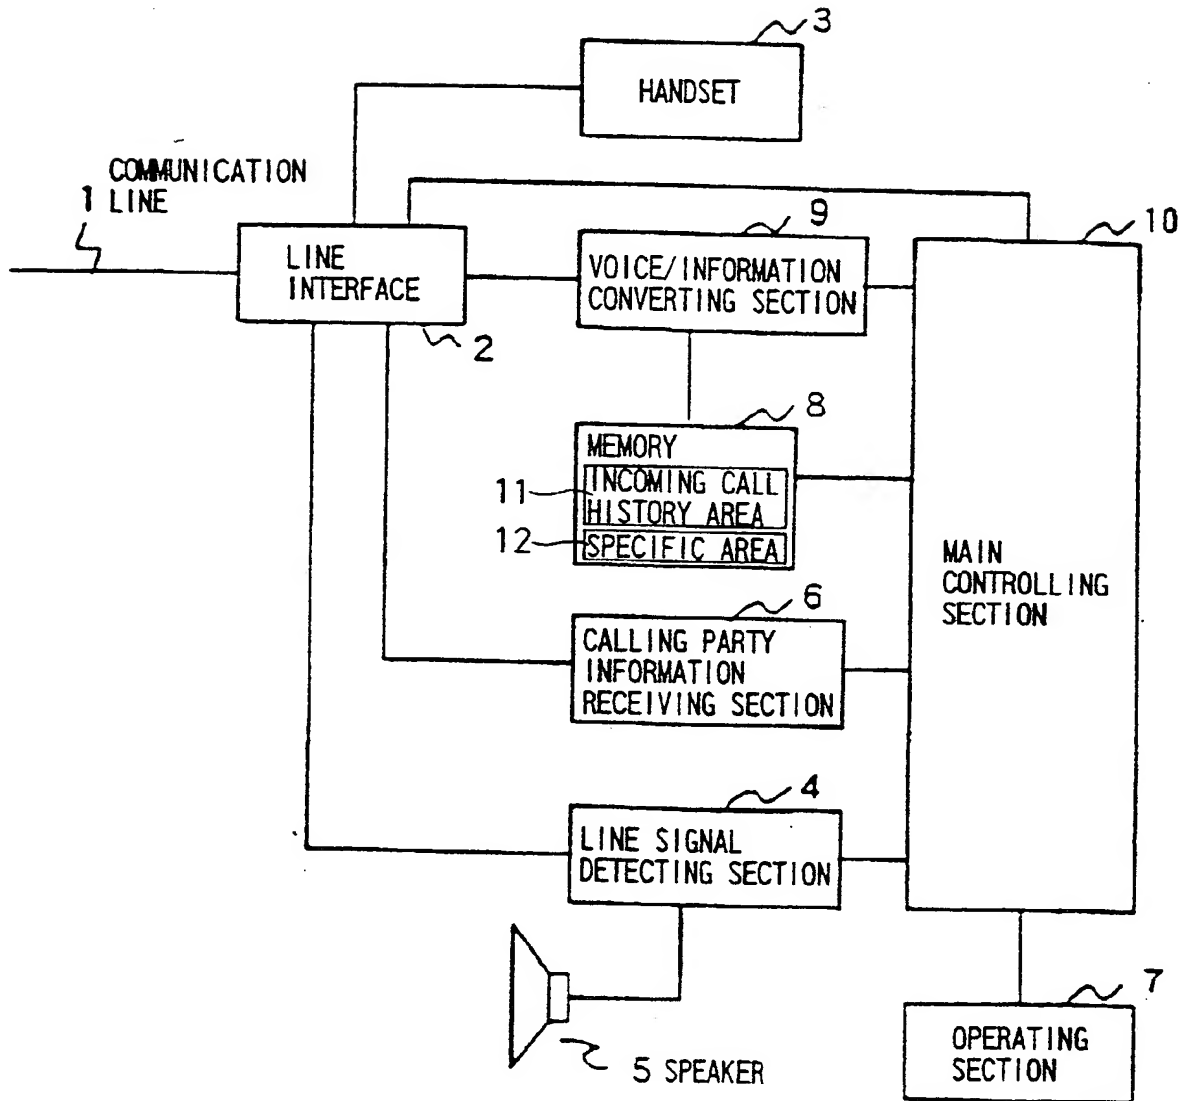 3
HANDSET
COMMUNICATION
1 LINE
LINE
INTERFACE
2
9
VOICE/INFORMATION
CONVERTING SECTION
10
8
MEMORY
11
INCOMING CALL
HISTORY AREA
12
SPECIFIC AREA
MAIN
CONTROLLING
SECTION
6
CALLING PARTY
INFORMATION
RECEIVING SECTION
4
LINE SIGNAL
DETECTING SECTION
5 SPEAKER
7
OPERATING
SECTION